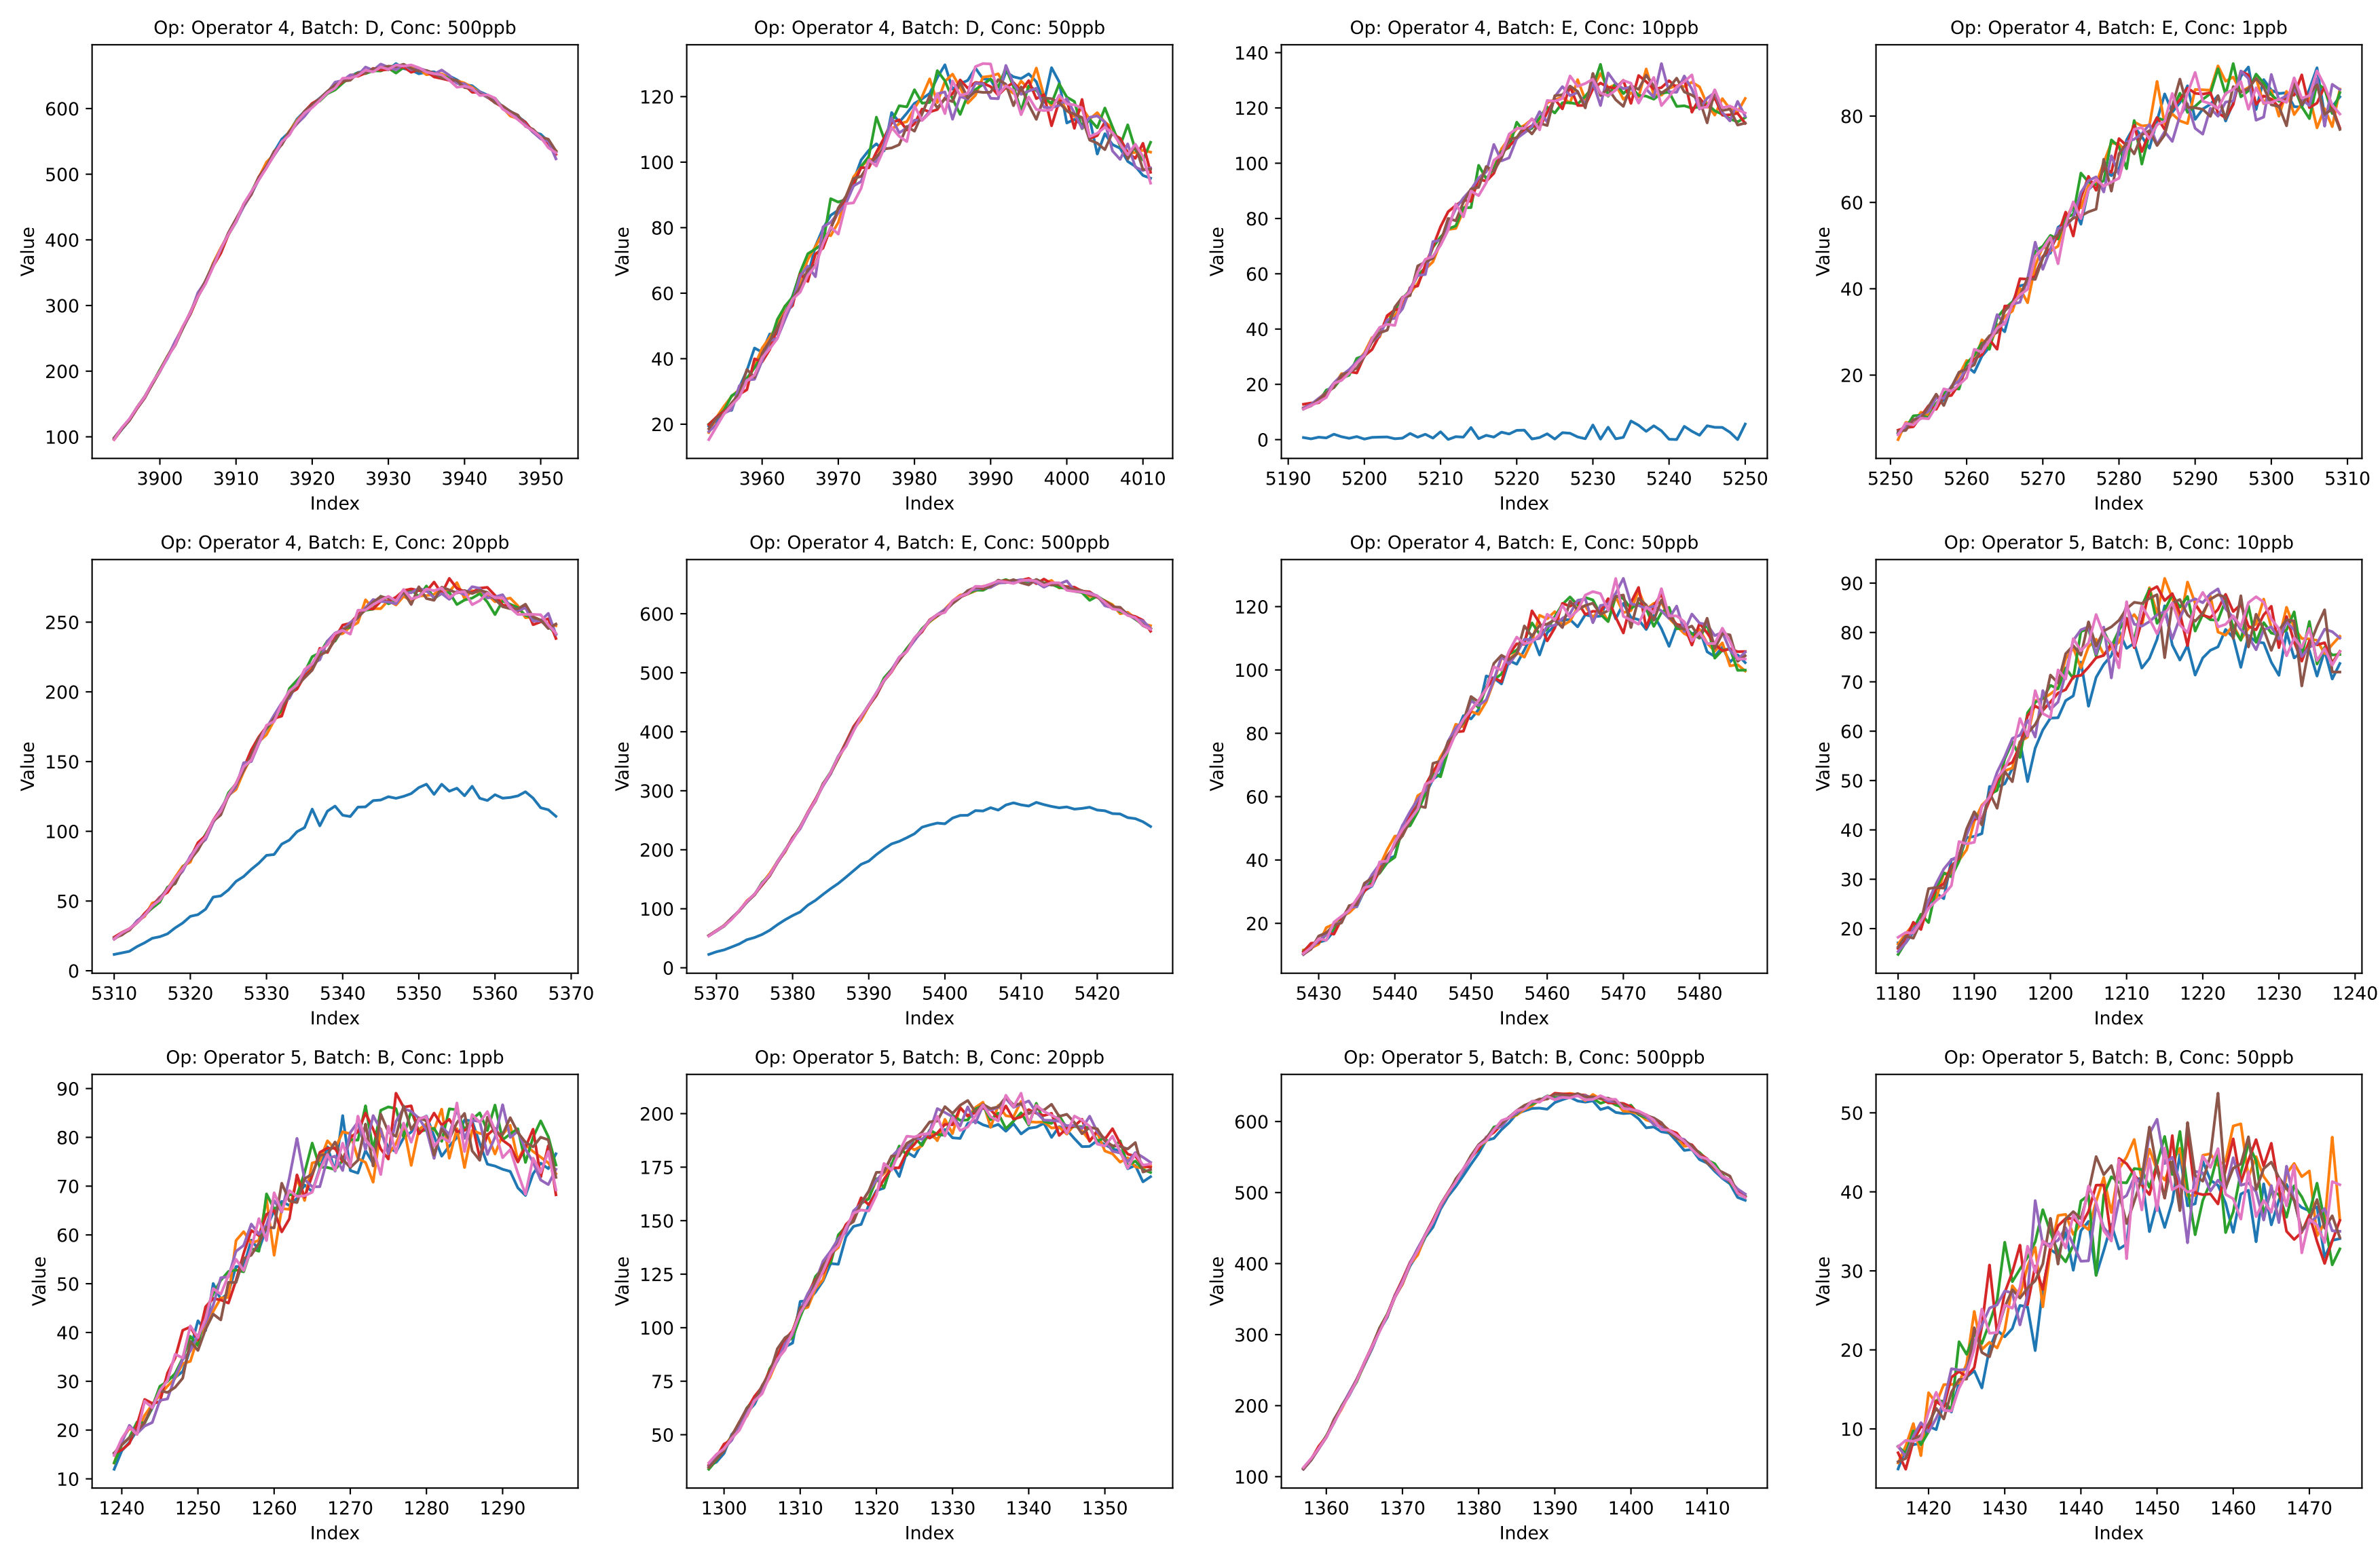 Op: Operator 4, Batch: D, Conc: 500ppb
Value
600
500
400
300
200
100
3900 3910 3920 3930 3940 3950
Index
Op: Operator 4, Batch: D, Conc: 50ppb
Value
120
100
80
60
40
20
3960 3970 3980 3990 4000 4010
Index
Op: Operator 4, Batch: E, Conc: 10ppb
Value
140
120
100
80
60
40
20
0
5190 5200 5210 5220 5230 5240 5250
Index
Op: Operator 4, Batch: E, Conc: 1ppb
Value
80
60
40
20
5250 5260 5270 5280 5290 5300 5310
Index
Op: Operator 4, Batch: E, Conc: 20ppb
Value
250
200
150
100
50
0
5310 5320 5330 5340 5350 5360 5370
Index
Op: Operator 4, Batch: E, Conc: 500ppb
Value
600
500
400
300
200
100
0
5370 5380 5390 5400 5410 5420
Index
Op: Operator 4, Batch: E, Conc: 50ppb
Value
120
100
80
60
40
20
5430 5440 5450 5460 5470 5480
Index
Op: Operator 5, Batch: B, Conc: 10ppb
Value
90
80
70
60
50
40
30
20
1180 1190 1200 1210 1220 1230 1240
Index
Op: Operator 5, Batch: B, Conc: 1ppb
Value
90
80
70
60
50
40
30
20
10
1240 1250 1260 1270 1280 1290
Index
Op: Operator 5, Batch: B, Conc: 20ppb
Value
200
175
150
125
100
75
50
1300 1310 1320 1330 1340 1350
Index
Op: Operator 5, Batch: B, Conc: 500ppb
Value
600
500
400
300
200
100
1360 1370 1380 1390 1400 1410
Index
Op: Operator 5, Batch: B, Conc: 50ppb
Value
50
40
30
20
10
1420 1430 1440 1450 1460 1470
Index